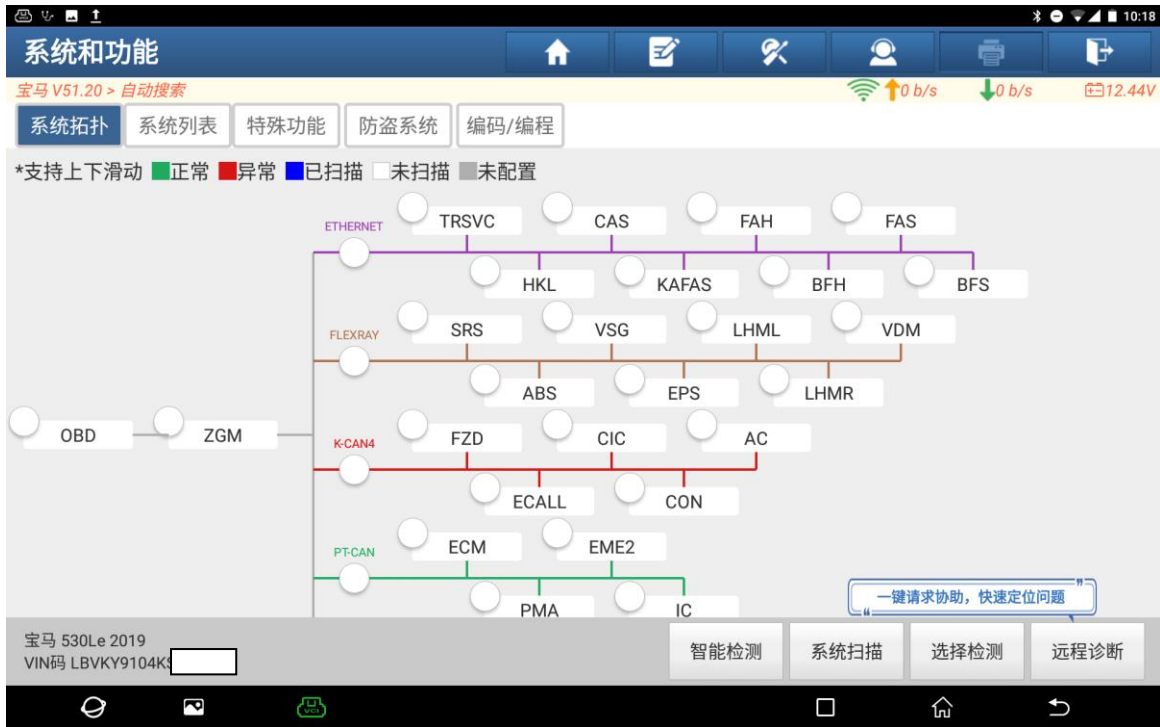 10:18
系统和功能
宝马 V51.20 > 自动搜索
0 b/s
0 b/s
12.44V
系统拓扑
系统列表
特殊功能
防盗系统
编码/编程
*支持上下滑动 正常 异常 已扫描 未扫描 未配置
ETHERNET
TRSVC
CAS
FAH
FAS
HKL
KAFAS
BFH
BFS
FLEXRAY
SRS
VSG
LHML
VDM
ABS
EPS
LHMR
OBD
ZGM
K-CAN4
FZD
CIC
AC
ECALL
CON
PT-CAN
ECM
EME2
PMA
IC
一键请求协助，快速定位问题
宝马 530Le 2019
VIN码 LBVKY9104KS
智能检测
系统扫描
选择检测
远程诊断
VCI